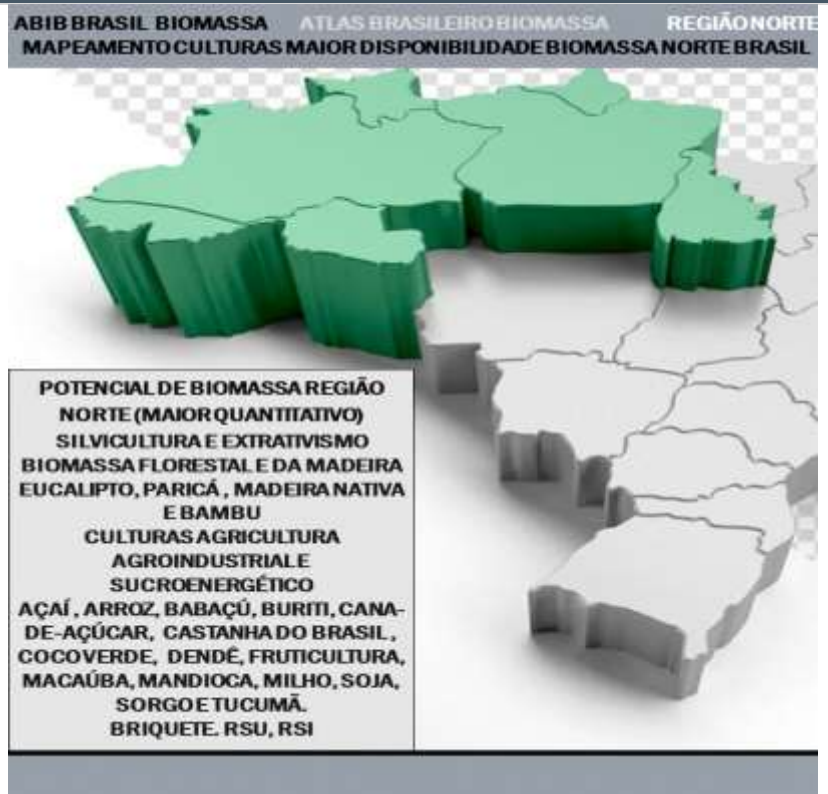 ABIB BRASIL BIOMASSA ATLAS BRASILEIRO BIOMASSA REGIÃO NORTE
MAPEAMENTO CULTURAS MAIOR DISPONIBILIDADE BIOMASSA NORTE BRASIL
POTENCIAL DE BIOMASSA REGIÃO
NORTE (MAIOR QUANTITATIVO)
SILVICULTURA E EXTRATIVISMO
BIOMASSA FLORESTAL E DA MADEIRA
EUCALIPTO, PARICÁ , MADEIRA NATIVA
E BAMBU
CULTURAS AGRICULTURA
AGROINDUSTRIAL E
SUCROENERGÉTICO
AÇAÍ , ARROZ, BABAÇÚ, BURITI, CANA-
DE-AÇÚCAR, CASTANHA DO BRASIL ,
COCO VERDE, DENDÊ, FRUTICULTURA,
MACAÚBA, MANDIOCA, MILHO, SOJA,
SORGO E TUCUMÃ.
BRIQUETE. RSU, RSI